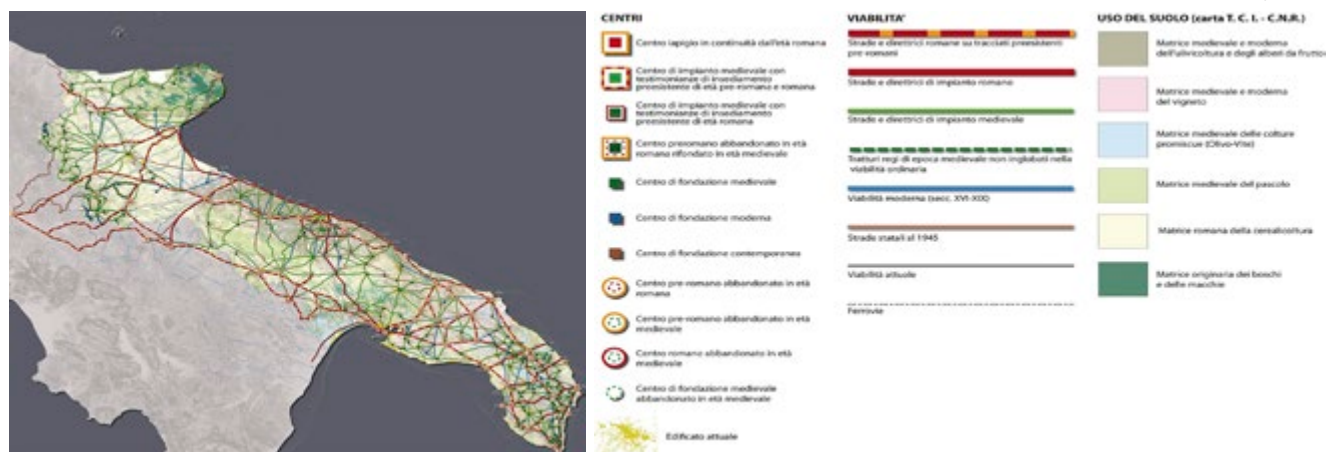 CENTRI
Centro iapigio in continuità dall'età romana
Centro di impianto medievale con
testimonianze di insediamento
preesistente di età pre-romana e romana
Centro di impianto medievale con
testimonianze di insediamento
preesistente di età romana
Centro preromano abbandonato in età
romana rifondato in età medievale
Centro di fondazione medievale
Centro di fondazione moderna
Centro di fondazione contemporanea
Centro pre-romano abbandonato in età
romana
Centro pre-romano abbandonato in età
medievale
Centro romano abbandonato in età
medievale
Centro di fondazione medievale
abbandonato in età medievale
Edificato attuale
VIABILITA'
Strade e direttrici romane su tracciati preesistenti
pre-romani
Strade e direttrici di impianto romano
Strade e direttrici di impianto medievale
Tratturi regi di epoca medievale non inglobati nella
viabilità ordinaria
Viabilità moderna (secc. XVI-XIX)
Strade statali al 1945
Viabilità attuale
Ferrovie
USO DEL SUOLO (carta T. C. I. - C.N.R.)
Matrice medievale e moderna
dell'ulivicoltura e degli alberi da frutto
Matrice medievale e moderna
del vigneto
Matrice medievale delle colture
promiscue (Olivo-Vite)
Matrice medievale del pascolo
Matrice romana della cerealicoltura
Matrice originaria dei boschi
e delle macchie